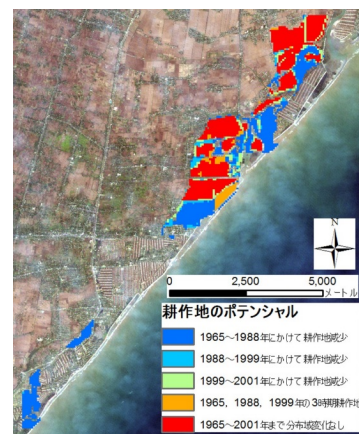 0 2,500 5,000
メートル
耕作地のポテンシャル
1965～1988年にかけて 耕作地減少
1988～1999年にかけて 耕作地減少
1999～2001年にかけて 耕作地減少
1965, 1988, 1999年の3時期耕作地
1965～2001年まで 分布域変化なし